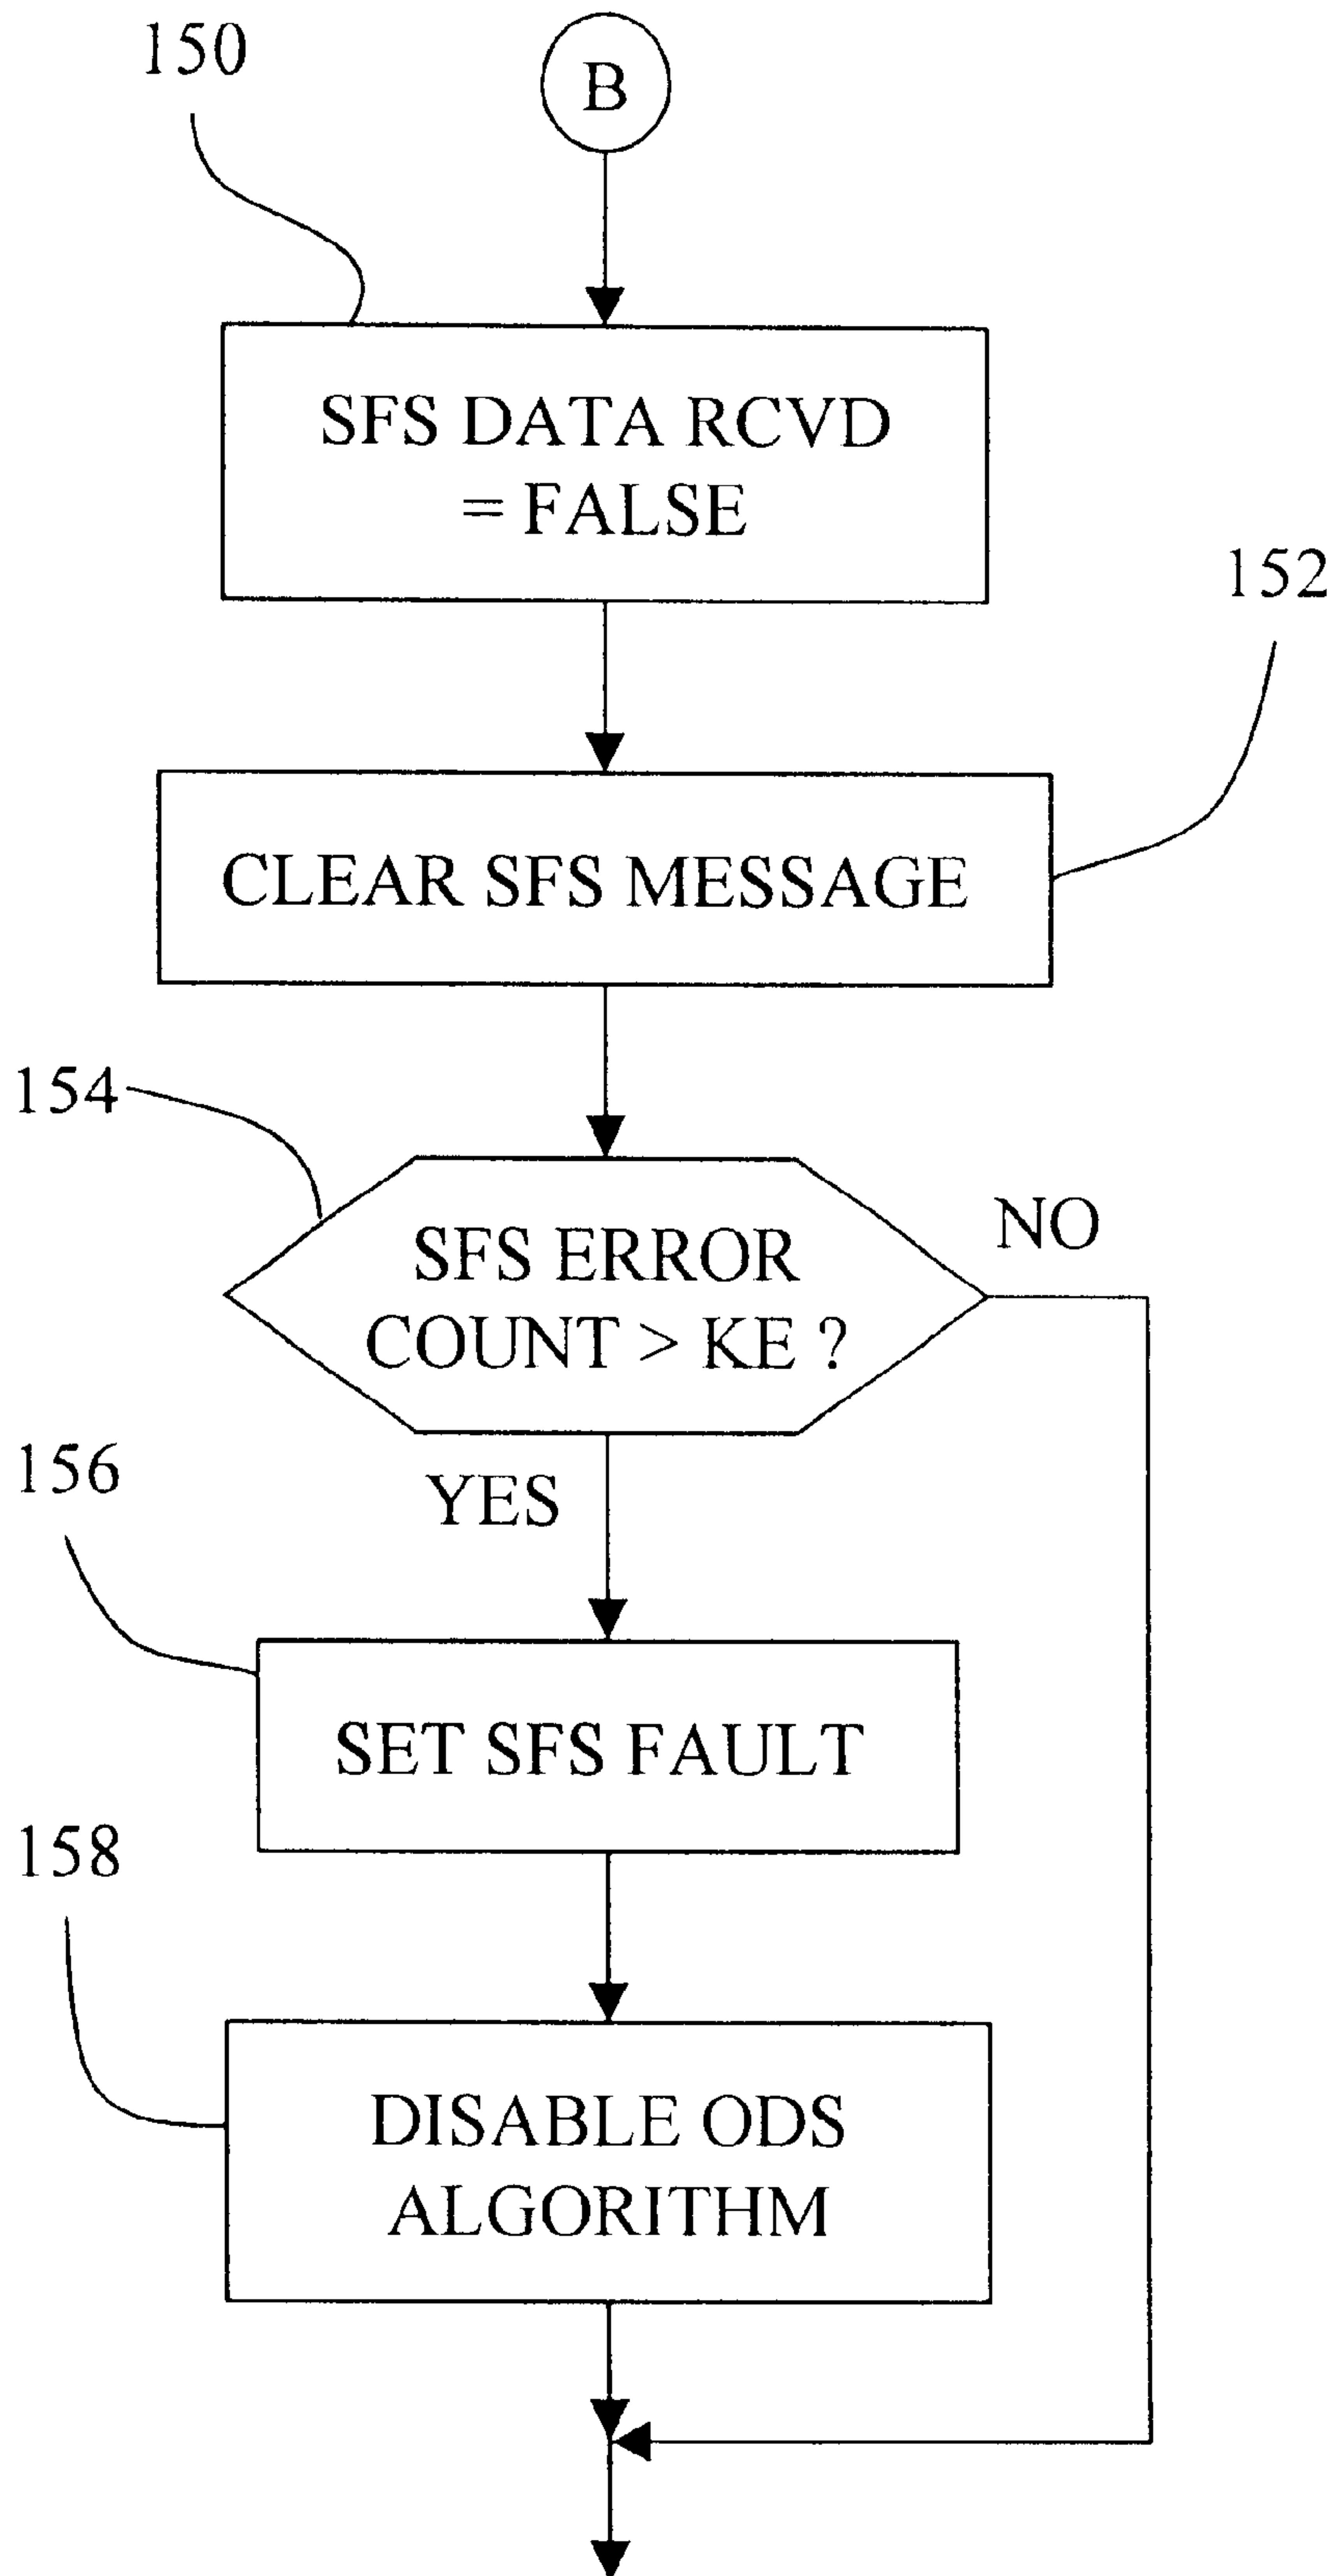 150
B
SFS DATA RCVD
= FALSE
152
CLEAR SFS MESSAGE
154
SFS ERROR
COUNT > KE ?
NO
YES
156
SET SFS FAULT
158
DISABLE ODS
ALGORITHM